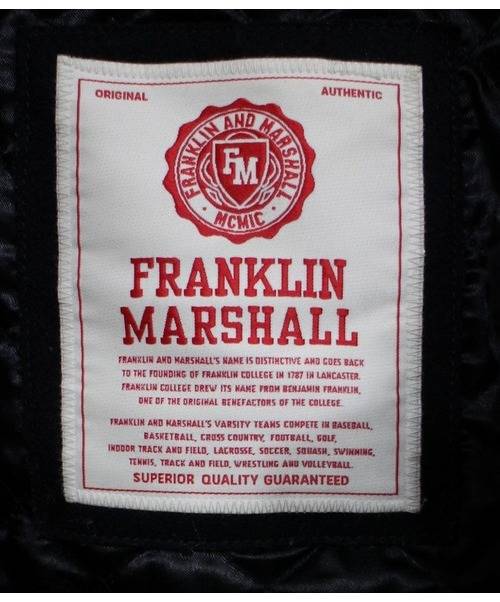 ORIGINAL
AUTHENTIC
FRANKLIN AND MARSHALL
FM
· MCMIC ·
FRANKLIN
MARSHALL
FRANKLIN AND MARSHALL'S NAME IS DISTINCTIVE AND GOES BACK
TO THE FOUNDING OF FRANKLIN COLLEGE IN 1787 IN LANCASTER.
FRANKLIN COLLEGE DREW ITS NAME FROM BENJAMIN FRANKLIN,
ONE OF THE ORIGINAL BENEFACTORS OF THE COLLEGE.
FRANKLIN AND MARSHALL'S VARSITY TEAMS COMPETE IN BASEBALL,
BASKETBALL, CROSS COUNTRY, FOOTBALL, GOLF,
INDOOR TRACK AND FIELD, LACROSSE, SOCCER, SQUASH, SWIMMING,
TENNIS, TRACK AND FIELD, WRESTLING AND VOLLEYBALL.
SUPERIOR QUALITY GUARANTEED